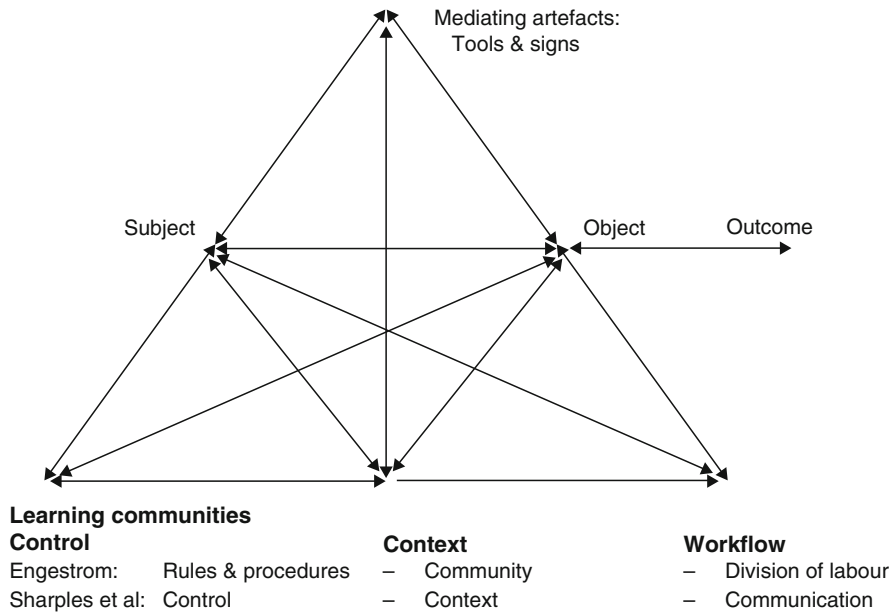 Mediating artefacts:
Tools & signs
Subject
Object
Outcome
Learning communities
Control Context Workflow
Engestrom: Rules & procedures – Community – Division of labour
Sharples et al: Control – Context – Communication